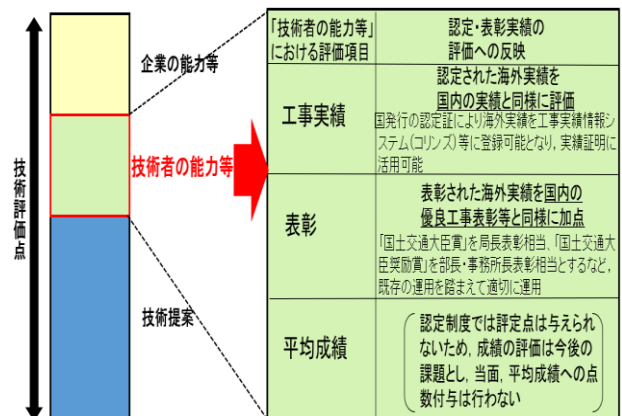 技術評価点
企業の能力等
技術者の能力等
技術提案
「技術者の能力等」
における評価項目
認定・表彰実績の
評価への反映
工事実績
認定された海外実績を
国内の実績と同様に評価
国発行の認定証により海外実績を工事実績情報シ
ステム(コリンズ)等に登録可能となり，実績証明に
活用可能
表彰
表彰された海外実績を国内の
優良工事表彰等と同様に加点
「国土交通大臣賞」を局長表彰相当、「国土交通大
臣奨励賞」を部長・事務所長表彰相当とするなど，
既存の運用を踏まえて適切に運用
平均成績
認定制度では評定点は与えられ
ないため，成績の評価は今後の
課題とし，当面，平均成績への点
数付与は行わない